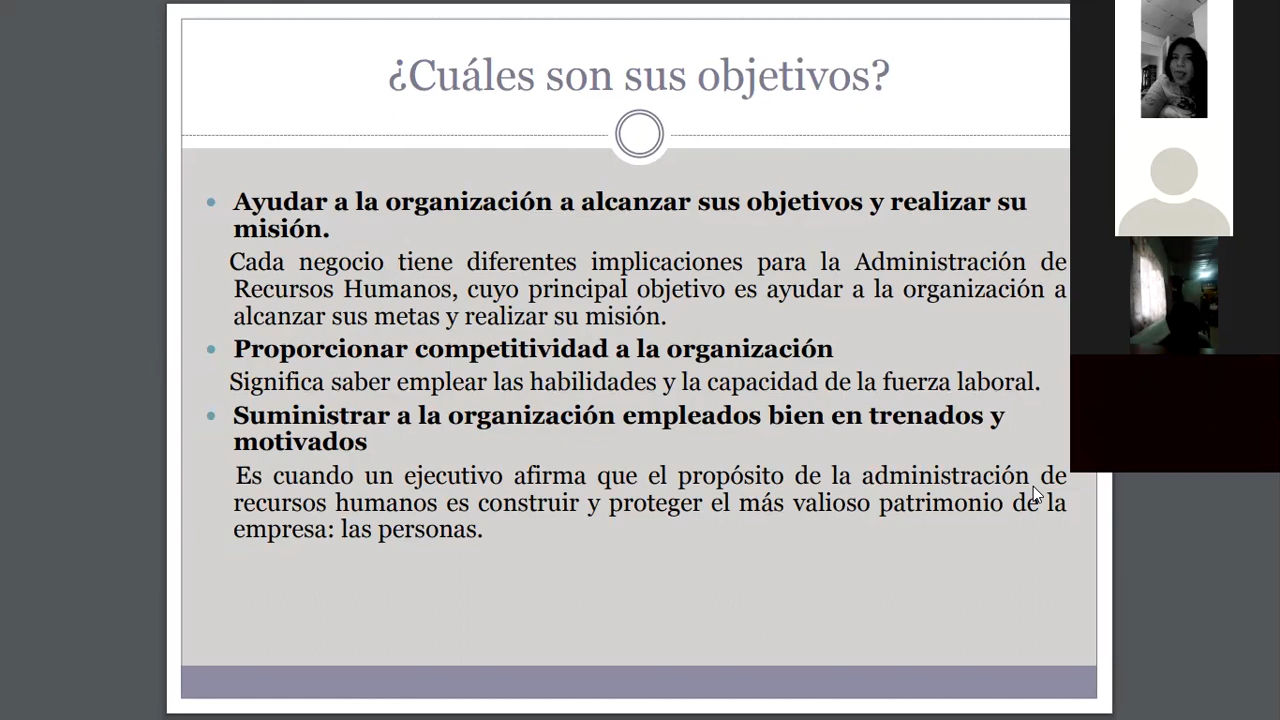 ¿Cuáles son sus objetivos?
• Ayudar a la organización a alcanzar sus objetivos y realizar su
misión.
Cada negocio tiene diferentes implicaciones para la Administración de
Recursos Humanos, cuyo principal objetivo es ayudar a la organización a
alcanzar sus metas y realizar su misión.
• Proporcionar competitividad a la organización
Significa saber emplear las habilidades y la capacidad de la fuerza laboral.
• Suministrar a la organización empleados bien en trenados y
motivados
Es cuando un ejecutivo afirma que el propósito de la administración de
recursos humanos es construir y proteger el más valioso patrimonio de la
empresa: las personas.